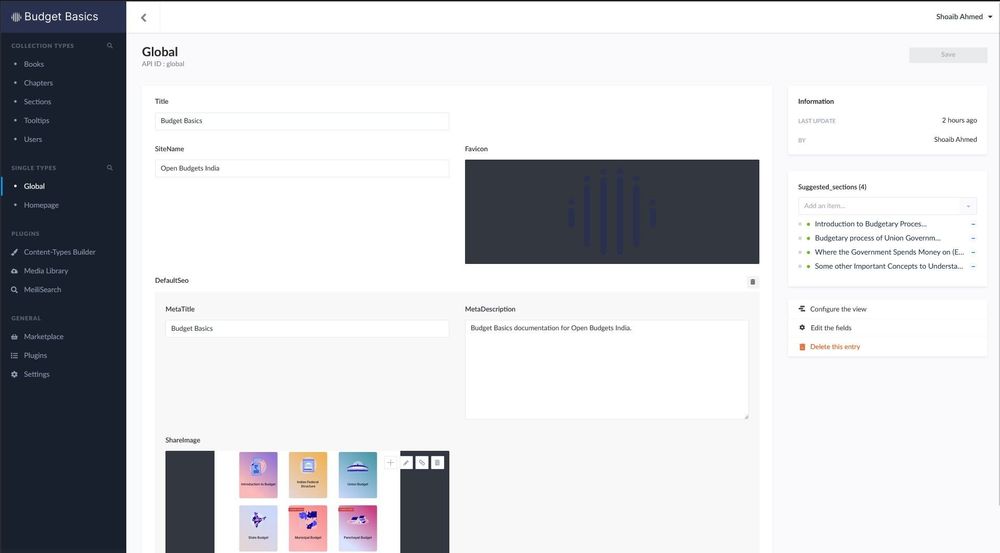 Budget Basics
Shoaib Ahmed
Global
API ID : global
Save
COLLECTION TYPES
Books
Chapters
Sections
Tooltips
Users
SINGLE TYPES
Global
Homepage
PLUGINS
Content-Types Builder
Media Library
MeiliSearch
GENERAL
Marketplace
Plugins
Settings
Title
Budget Basics
SiteName
Open Budgets India
Favicon
DefaultSeo
MetaTitle
Budget Basics
MetaDescription
Budget Basics documentation for Open Budgets India.
ShareImage
Introduction to Budget
Indian Federal
Structure
Union Budget
State Budget
Municipal Budget
Panchayat Budget
Information
LAST UPDATE
2 hours ago
BY
Shoaib Ahmed
Suggested_sections (4)
Add an item...
Introduction to Budgetary Proces...
Budgetary process of Union Governm...
Where the Government Spends Money on (E...
Some other Important Concepts to Understa...
Configure the view
Edit the fields
Delete this entry